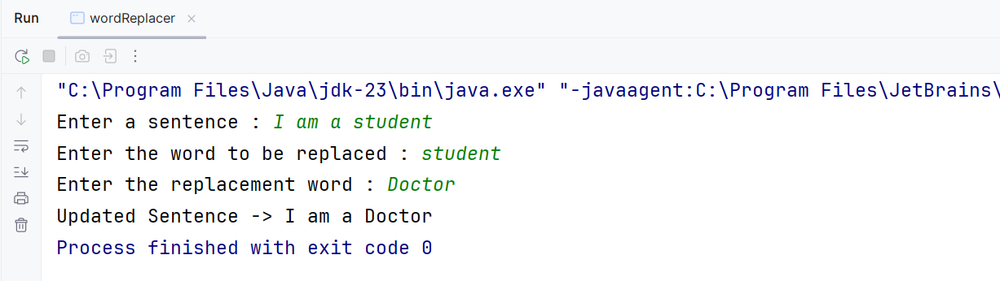 Run wordReplacer
"C:\Program Files\Java\jdk-23\bin\java.exe" "-javaagent:C:\Program Files\JetBrains\
Enter a sentence : I am a student
Enter the word to be replaced : student
Enter the replacement word : Doctor
Updated Sentence -> I am a Doctor
Process finished with exit code 0